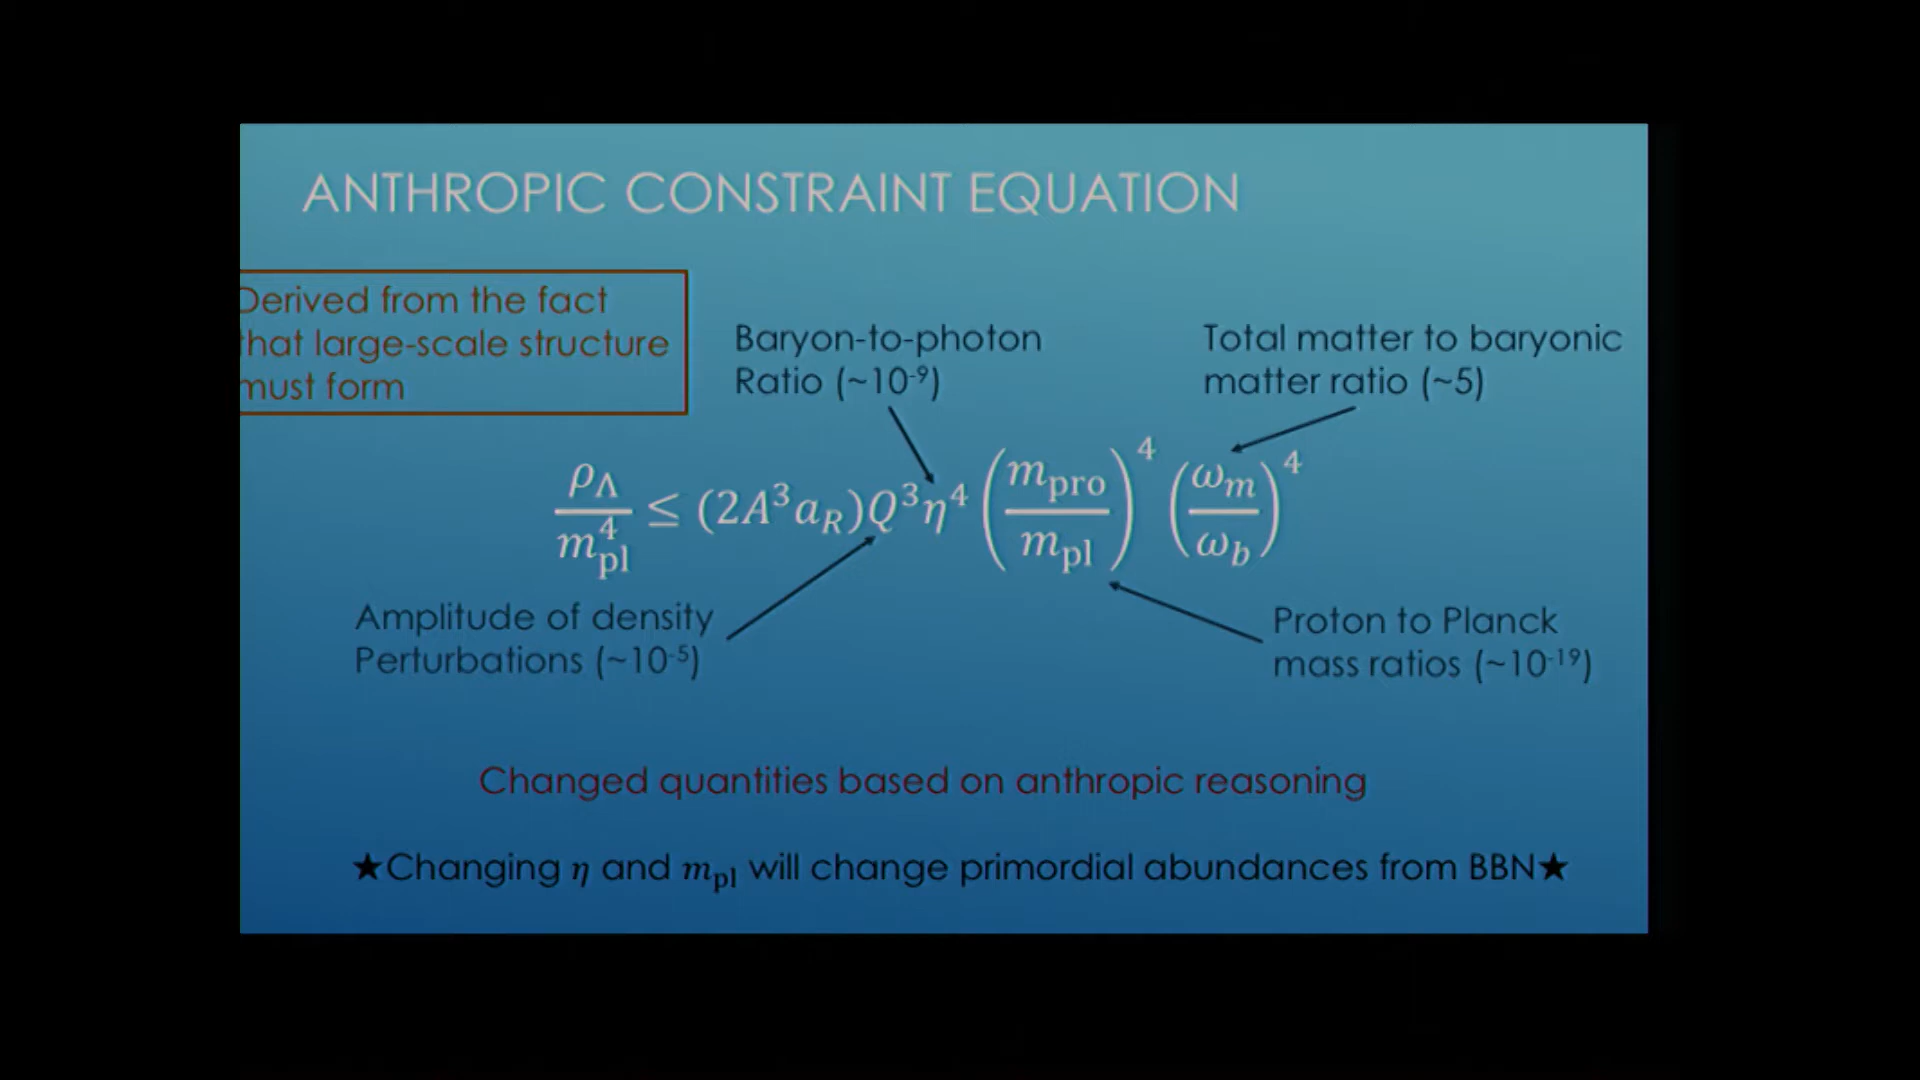 ANTHROPIC CONSTRAINT EQUATION
Derived from the fact
that large-scale structure
must form
Baryon-to-photon
Ratio (~10⁻⁹)
Total matter to baryonic
matter ratio (~5)
ρ_Λ/m_pl⁴ ≤ (2A³a_R)Q³η⁴ (m_pro/m_pl)⁴ (ω_m/ω_b)⁴
Amplitude of density
Perturbations (~10⁻⁵)
Proton to Planck
mass ratios (~10⁻¹⁹)
Changed quantities based on anthropic reasoning
★Changing η and m_pl will change primordial abundances from BBN★